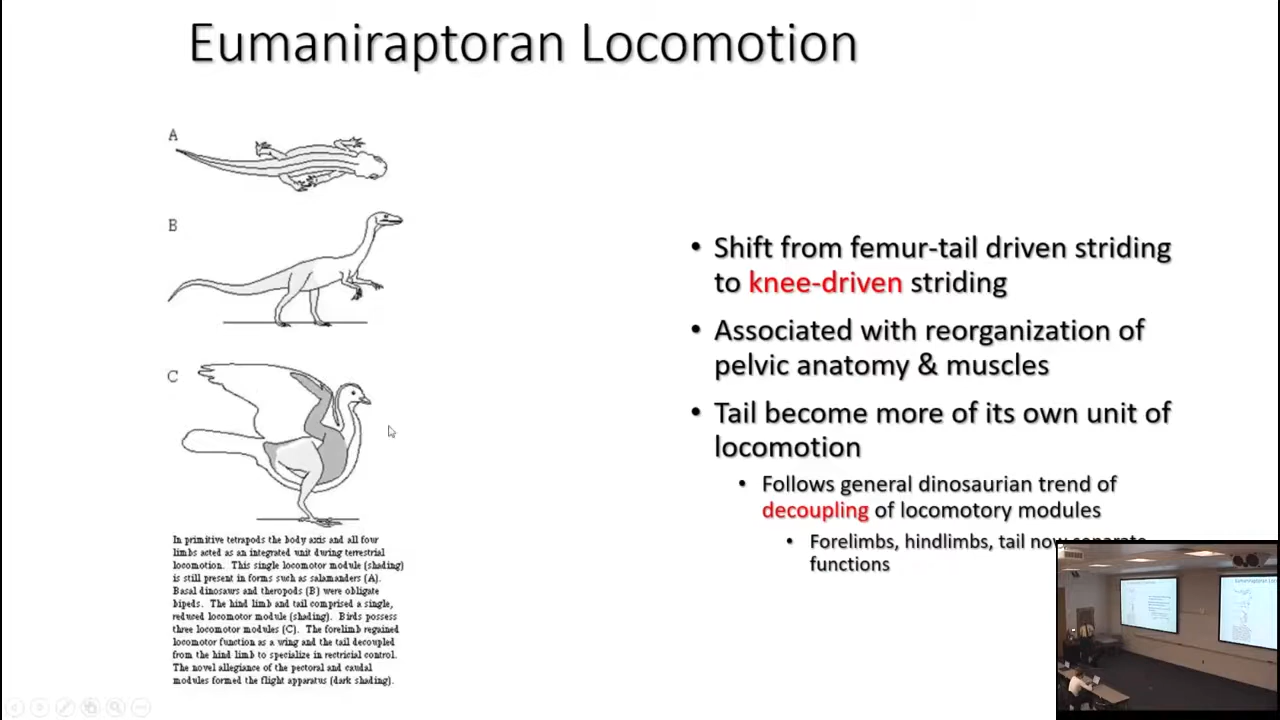 Eumaniraptoran Locomotion
A
B
C
In primitive tetrapods the body axis and all four
limbs acted as an integrated unit during terrestrial
locomotion. This single locomotor module (shading)
is still present in forms such as salamanders (A).
Basal dinosaurs and theropods (B) were obligate
bipeds. The hind limb and tail comprised a single,
reduced locomotor module (shading). Birds possess
three locomotor modules (C). The forelimb regained
locomotor function as a wing and the tail decoupled
from the hind limb to specialize in rectricial control.
The novel allegiance of the pectoral and caudal
modules formed the flight apparatus (dark shading).
• Shift from femur-tail driven striding
to knee-driven striding
• Associated with reorganization of
pelvic anatomy & muscles
• Tail become more of its own unit of
locomotion
• Follows general dinosaurian trend of
decoupling of locomotory modules
• Forelimbs, hindlimbs, tail now separate
functions